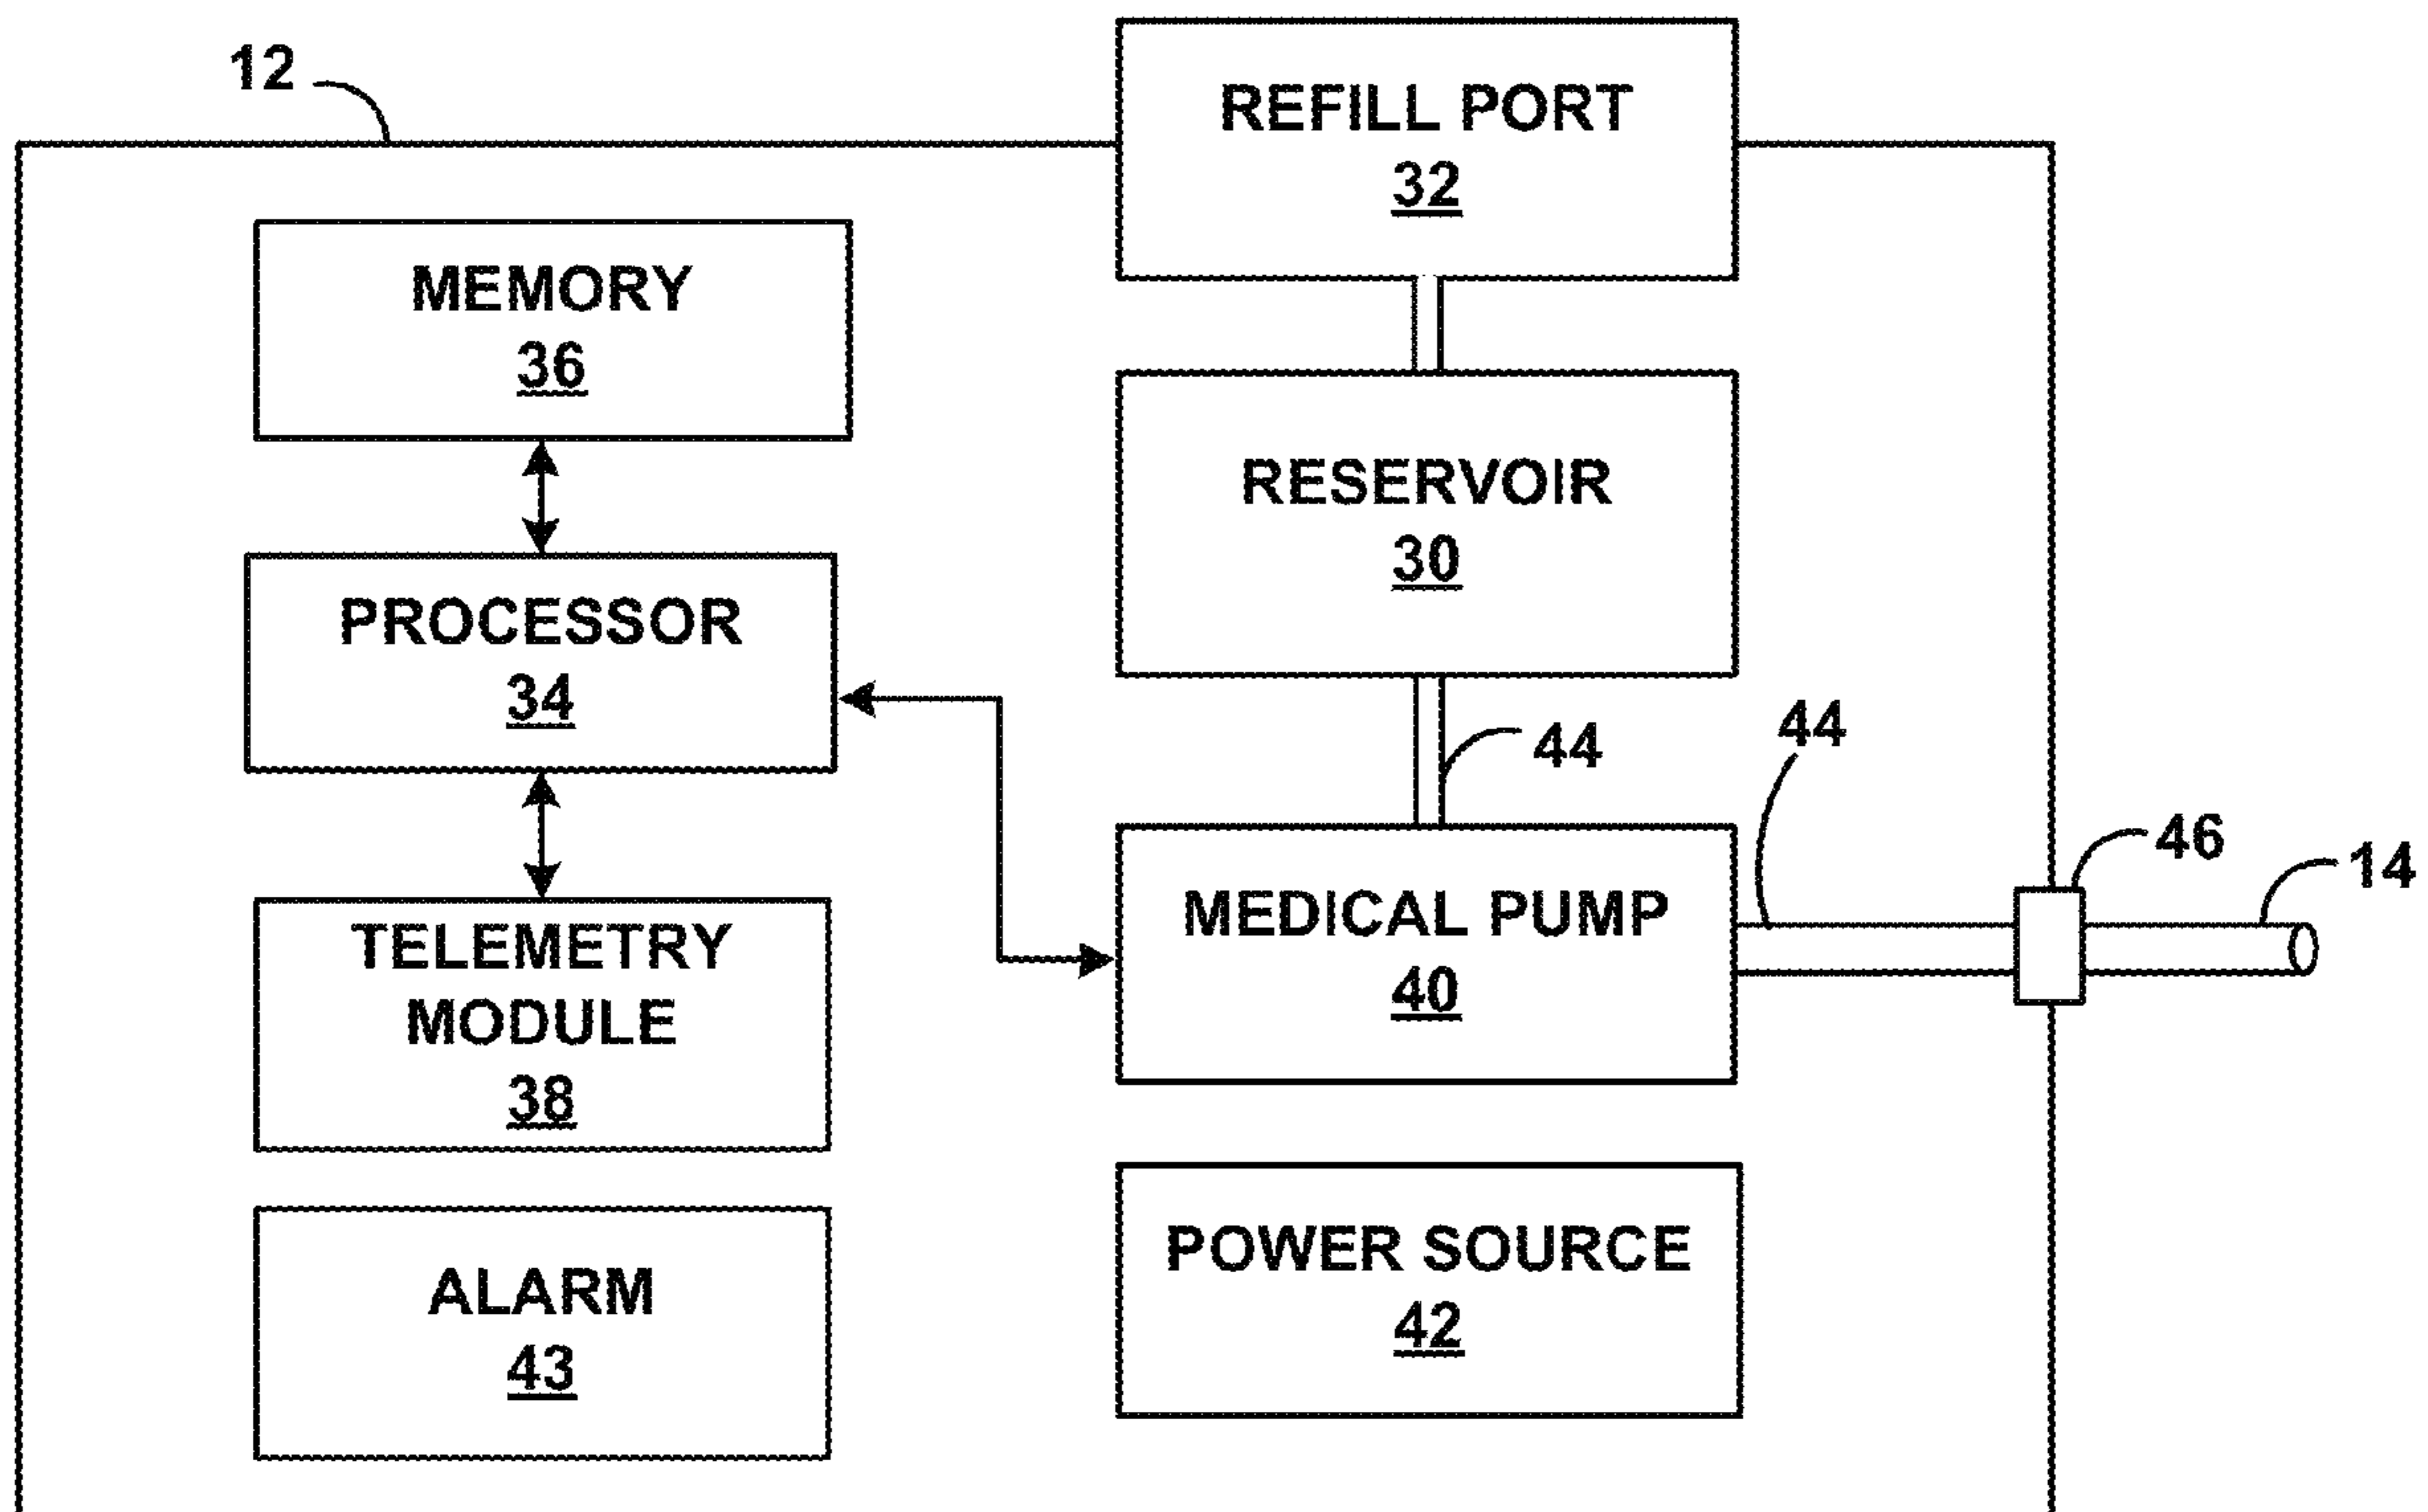 12
REFILL PORT
32
MEMORY
36
RESERVOIR
30
PROCESSOR
34
44
44
MEDICAL PUMP
40
46
14
TELEMETRY
MODULE
38
POWER SOURCE
42
ALARM
43